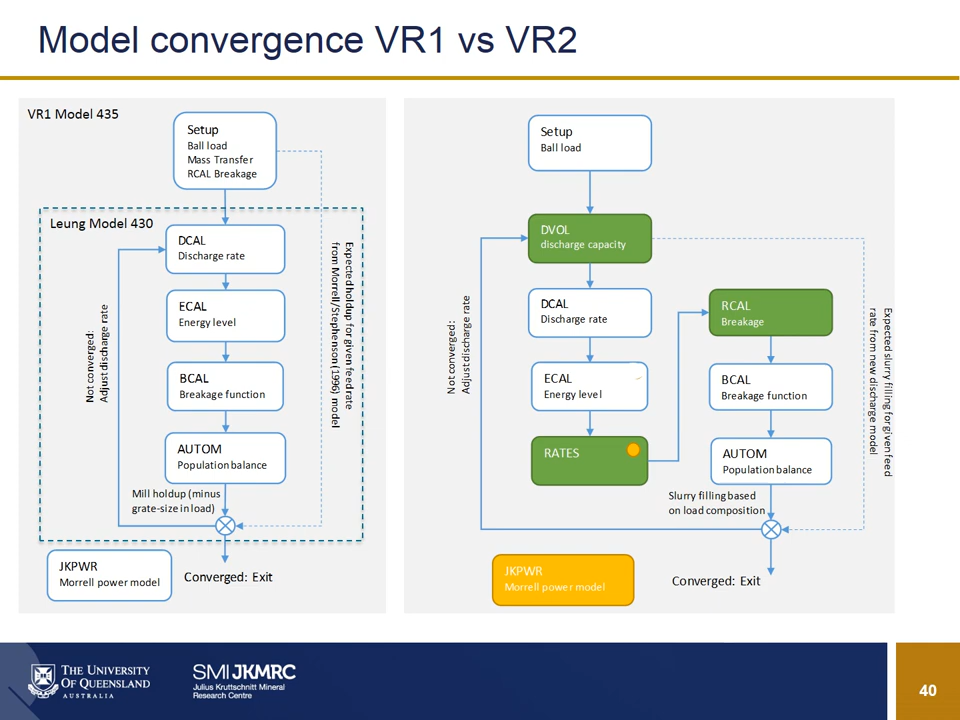 Model convergence VR1 vs VR2
VR1 Model 435
Setup
Ball load
Mass Transfer
RCAL Breakage
Leung Model 430
DCAL
Discharge rate
ECAL
Energy level
BCAL
Breakage function
AUTOM
Population balance
Mill holdup (minus
grate-size in load)
Not converged:
Adjust discharge rate
Expected holdup for given feed rate
from Morrell/Stephenson(1996) model
JKPWR
Morrell power model
Converged: Exit
Setup
Ball load
DVOL
discharge capacity
DCAL
Discharge rate
ECAL
Energy level
RATES
RCAL
Breakage
BCAL
Breakage function
AUTOM
Population balance
Slurry filling based
on load composition
Not converged:
Adjust discharge rate
Expected slurry filling for given feed
rate from new discharge model
JKPWR
Morrell power model
Converged: Exit
THE UNIVERSITY
OF QUEENSLAND
AUSTRALIA
SMI JKMRC
Julius Kruttschnitt Mineral
Research Centre
40